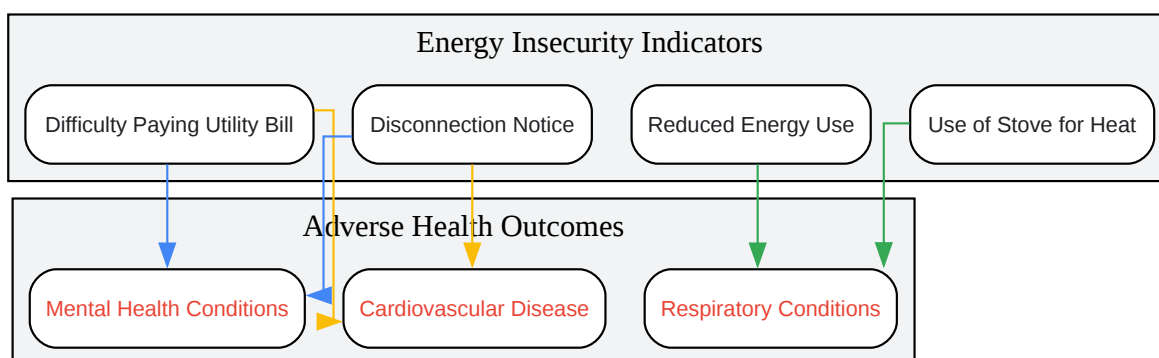 Energy Insecurity Indicators
Difficulty Paying Utility Bill
Disconnection Notice
Reduced Energy Use
Use of Stove for Heat
Adverse Health Outcomes
Mental Health Conditions
Cardiovascular Disease
Respiratory Conditions